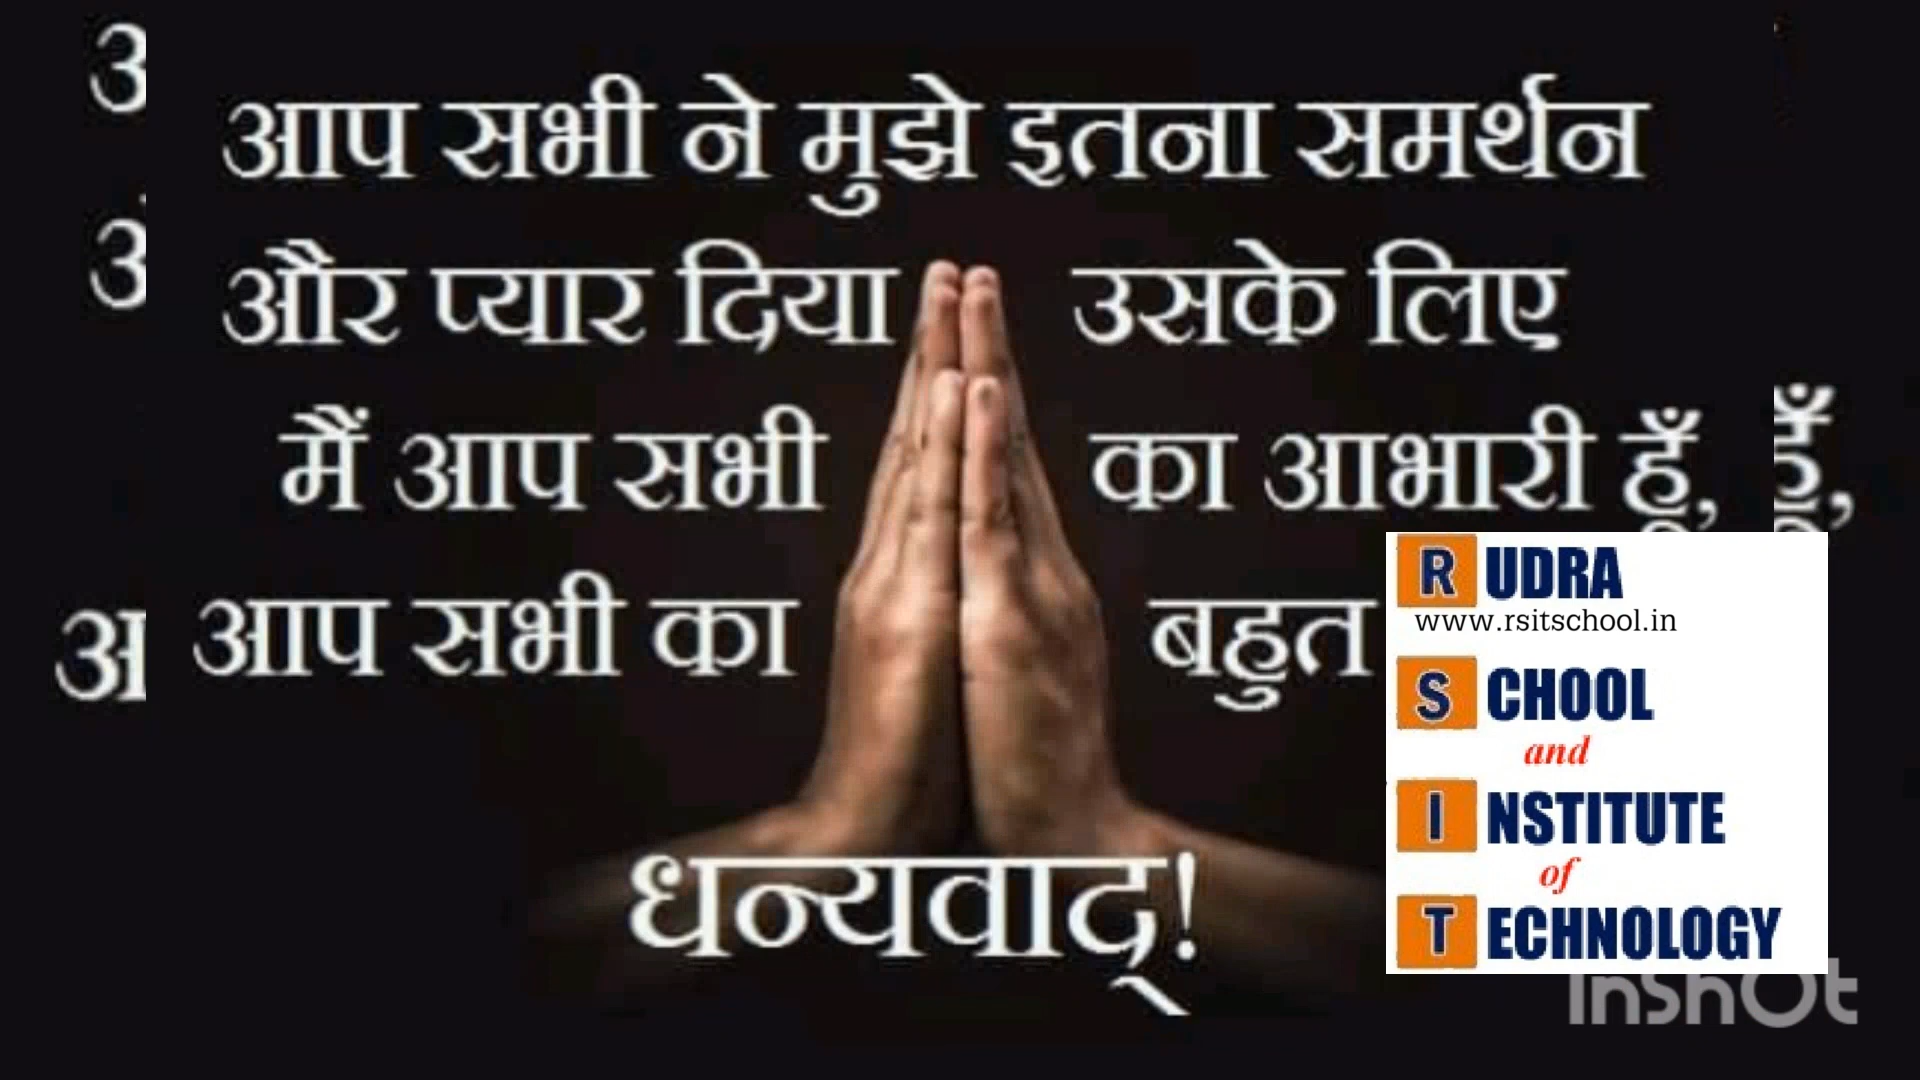 आप सभी ने मुझे इतना समर्थन
और प्यार दिया उसके लिए
मैं आप सभी का आभारी हूँ,
आप सभी का बहुत
धन्यवाद्!
RUDRA
www.rsitschool.in
SCHOOL
and
INSTITUTE
of
TECHNOLOGY
InShOt